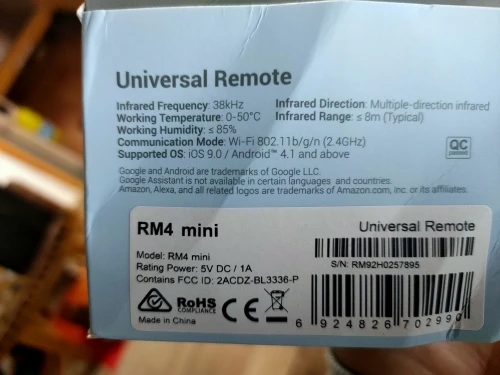 Universal Remote
Infrared Frequency: 38kHz
Infrared Direction: Multiple-direction infrared
Working Temperature: 0-50°C
Infrared Range: ≤ 8m (Typical)
Working Humidity: ≤ 85%
Communication Mode: Wi-Fi 802.11b/g/n (2.4GHz)
Supported OS: iOS 9.0 / Android™ 4.1 and above
QC
Google and Android are trademarks of Google LLC.
Google Assistant is not available in certain languages and countries.
Amazon, Alexa, and all related logos are trademarks of Amazon.com, Inc. or its affiliates.
RM4 mini
Universal Remote
Model: RM4 mini
Rating Power: 5V DC / 1A
Contains FCC ID: 2ACDZ-BL3336-P
S/N: RM92H0257895
RoHS
COMPLIANCE
CE
Made in China
6 924826 702990